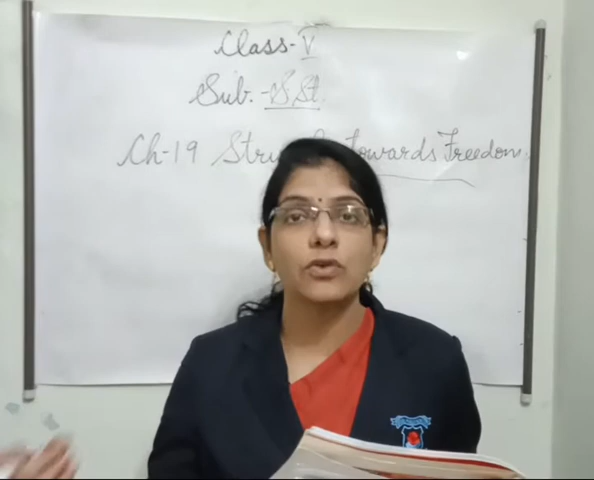 Class- V
Sub. - S.St.
Ch-19 Towards Freedom.